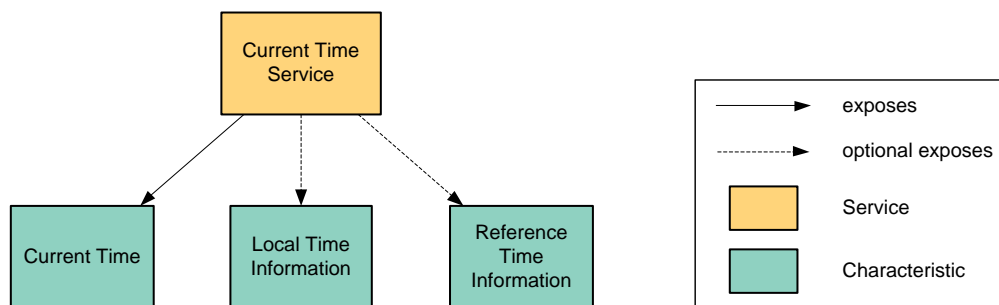 Current Time
Service
Current Time
Local Time
Information
Reference
Time
Information
exposes
optional exposes
Service
Characteristic